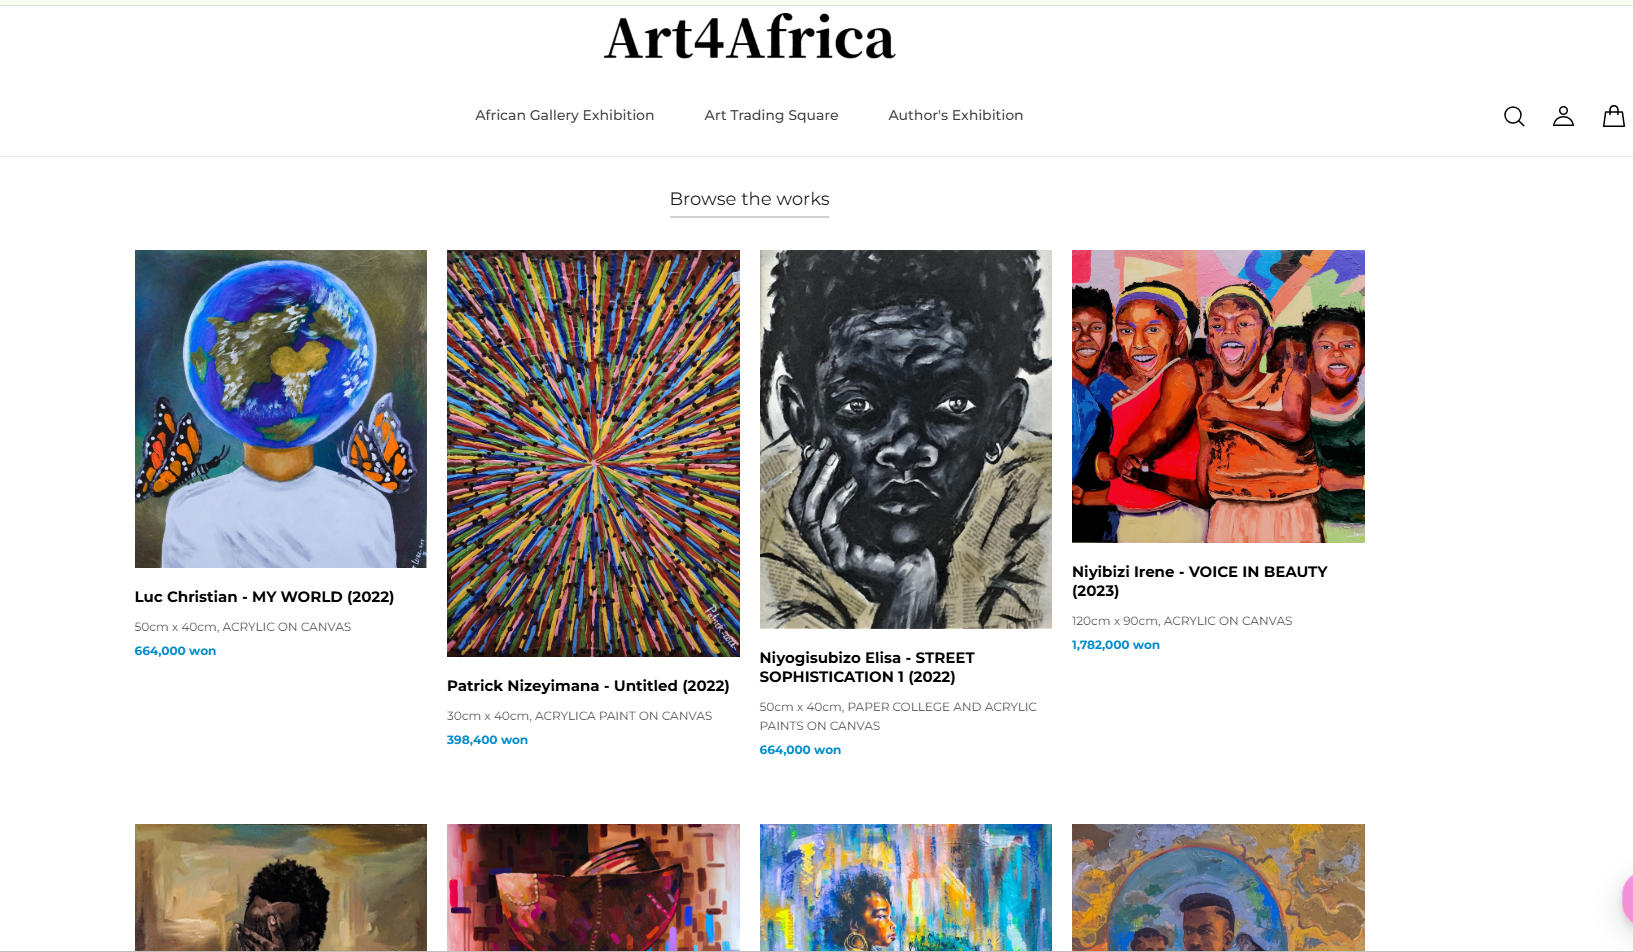 Art4Africa
African Gallery Exhibition
Art Trading Square
Author's Exhibition
Browse the works
Luc Christian - MY WORLD (2022)
50cm x 40cm, ACRYLIC ON CANVAS
664,000 won
Patrick Nizeyimana - Untitled (2022)
30cm x 40cm, ACRYLICA PAINT ON CANVAS
398,400 won
Niyogisubizo Elisa - STREET
SOPHISTICATION 1 (2022)
50cm x 40cm, PAPER COLLEGE AND ACRYLIC
PAINTS ON CANVAS
664,000 won
Niyibizi Irene - VOICE IN BEAUTY
(2023)
120cm x 90cm, ACRYLIC ON CANVAS
1,782,000 won